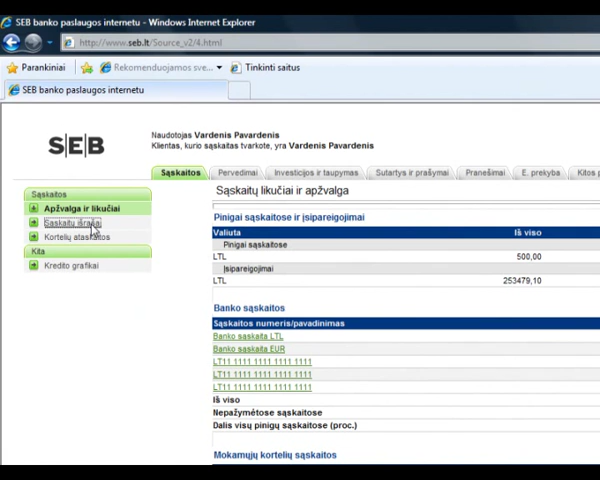 SEB banko paslaugos internetu - Windows Internet Explorer
http://www.seb.lt/Source_v2/4.html
Parankiniai
Rekomenduojamos sve...
Tinkinti saitus
SEB banko paslaugos internetu
SEB
Naudotojas Vardenis Pavardenis
Klientas, kurio sąskaitas tvarkote, yra Vardenis Pavardenis
Sąskaitos
Pervedimai
Investicijos ir taupymas
Sutartys ir prašymai
Pranešimai
E. prekyba
Kitos p
Sąskaitos
Apžvalga ir likučiai
Sąskaitų išrašai
Kortelių ataskaitos
Kita
Kredito grafikai
Sąskaitų likučiai ir apžvalga
Pinigai sąskaitose ir įsipareigojimai
Valiuta Iš viso
Pinigai sąskaitose
LTL 500,00
Įsipareigojimai
LTL 253479,10
Banko sąskaitos
Sąskaitos numeris/pavadinimas
Banko sąskaita LTL
Banko sąskaita EUR
LT11 1111 1111 1111 1111
LT11 1111 1111 1111 1111
LT11 1111 1111 1111 1111
Iš viso
Nepažymėtose sąskaitose
Dalis visų pinigų sąskaitose (proc.)
Mokamųjų kortelių sąskaitos